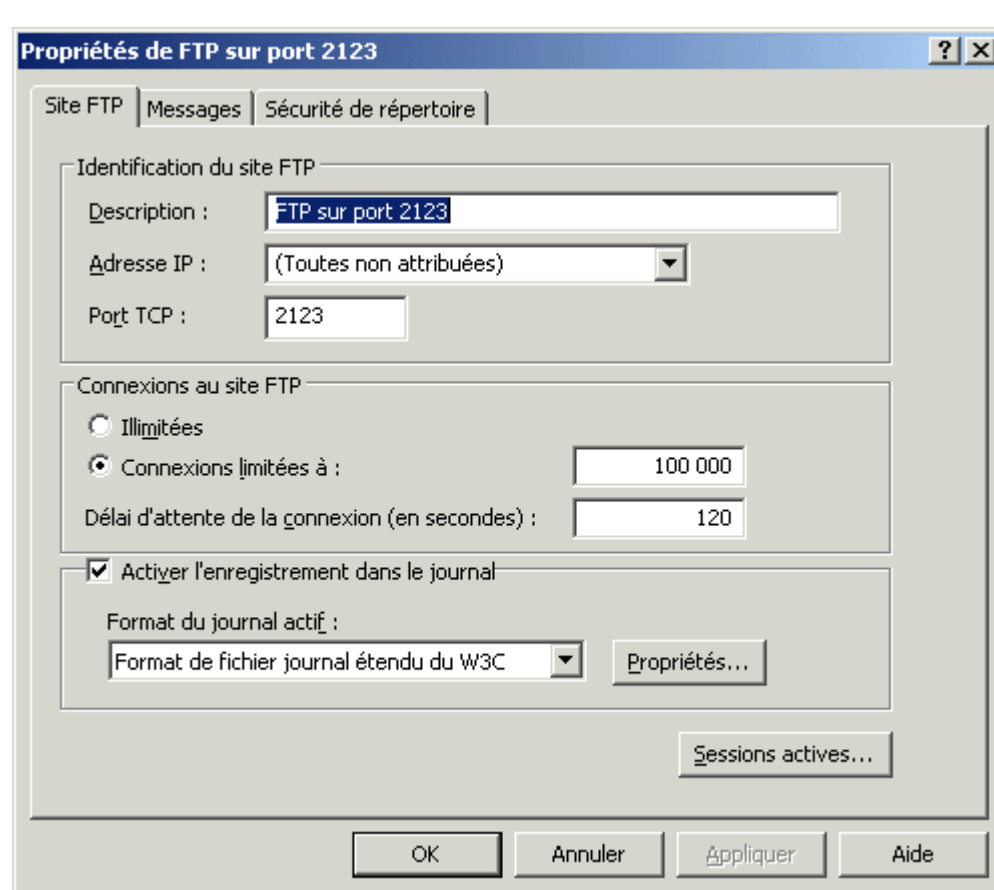 Propriétés de FTP sur port 2123
Site FTP Messages Sécurité de répertoire
Identification du site FTP
Description : FTP sur port 2123
Adresse IP : (Toutes non attribuées)
Port TCP : 2123
Connexions au site FTP
Illimitées
Connexions limitées à : 100 000
Délai d'attente de la connexion (en secondes) : 120
Activer l'enregistrement dans le journal
Format du journal actif :
Format de fichier journal étendu du W3C Propriétés...
Sessions actives...
OK Annuler Appliquer Aide